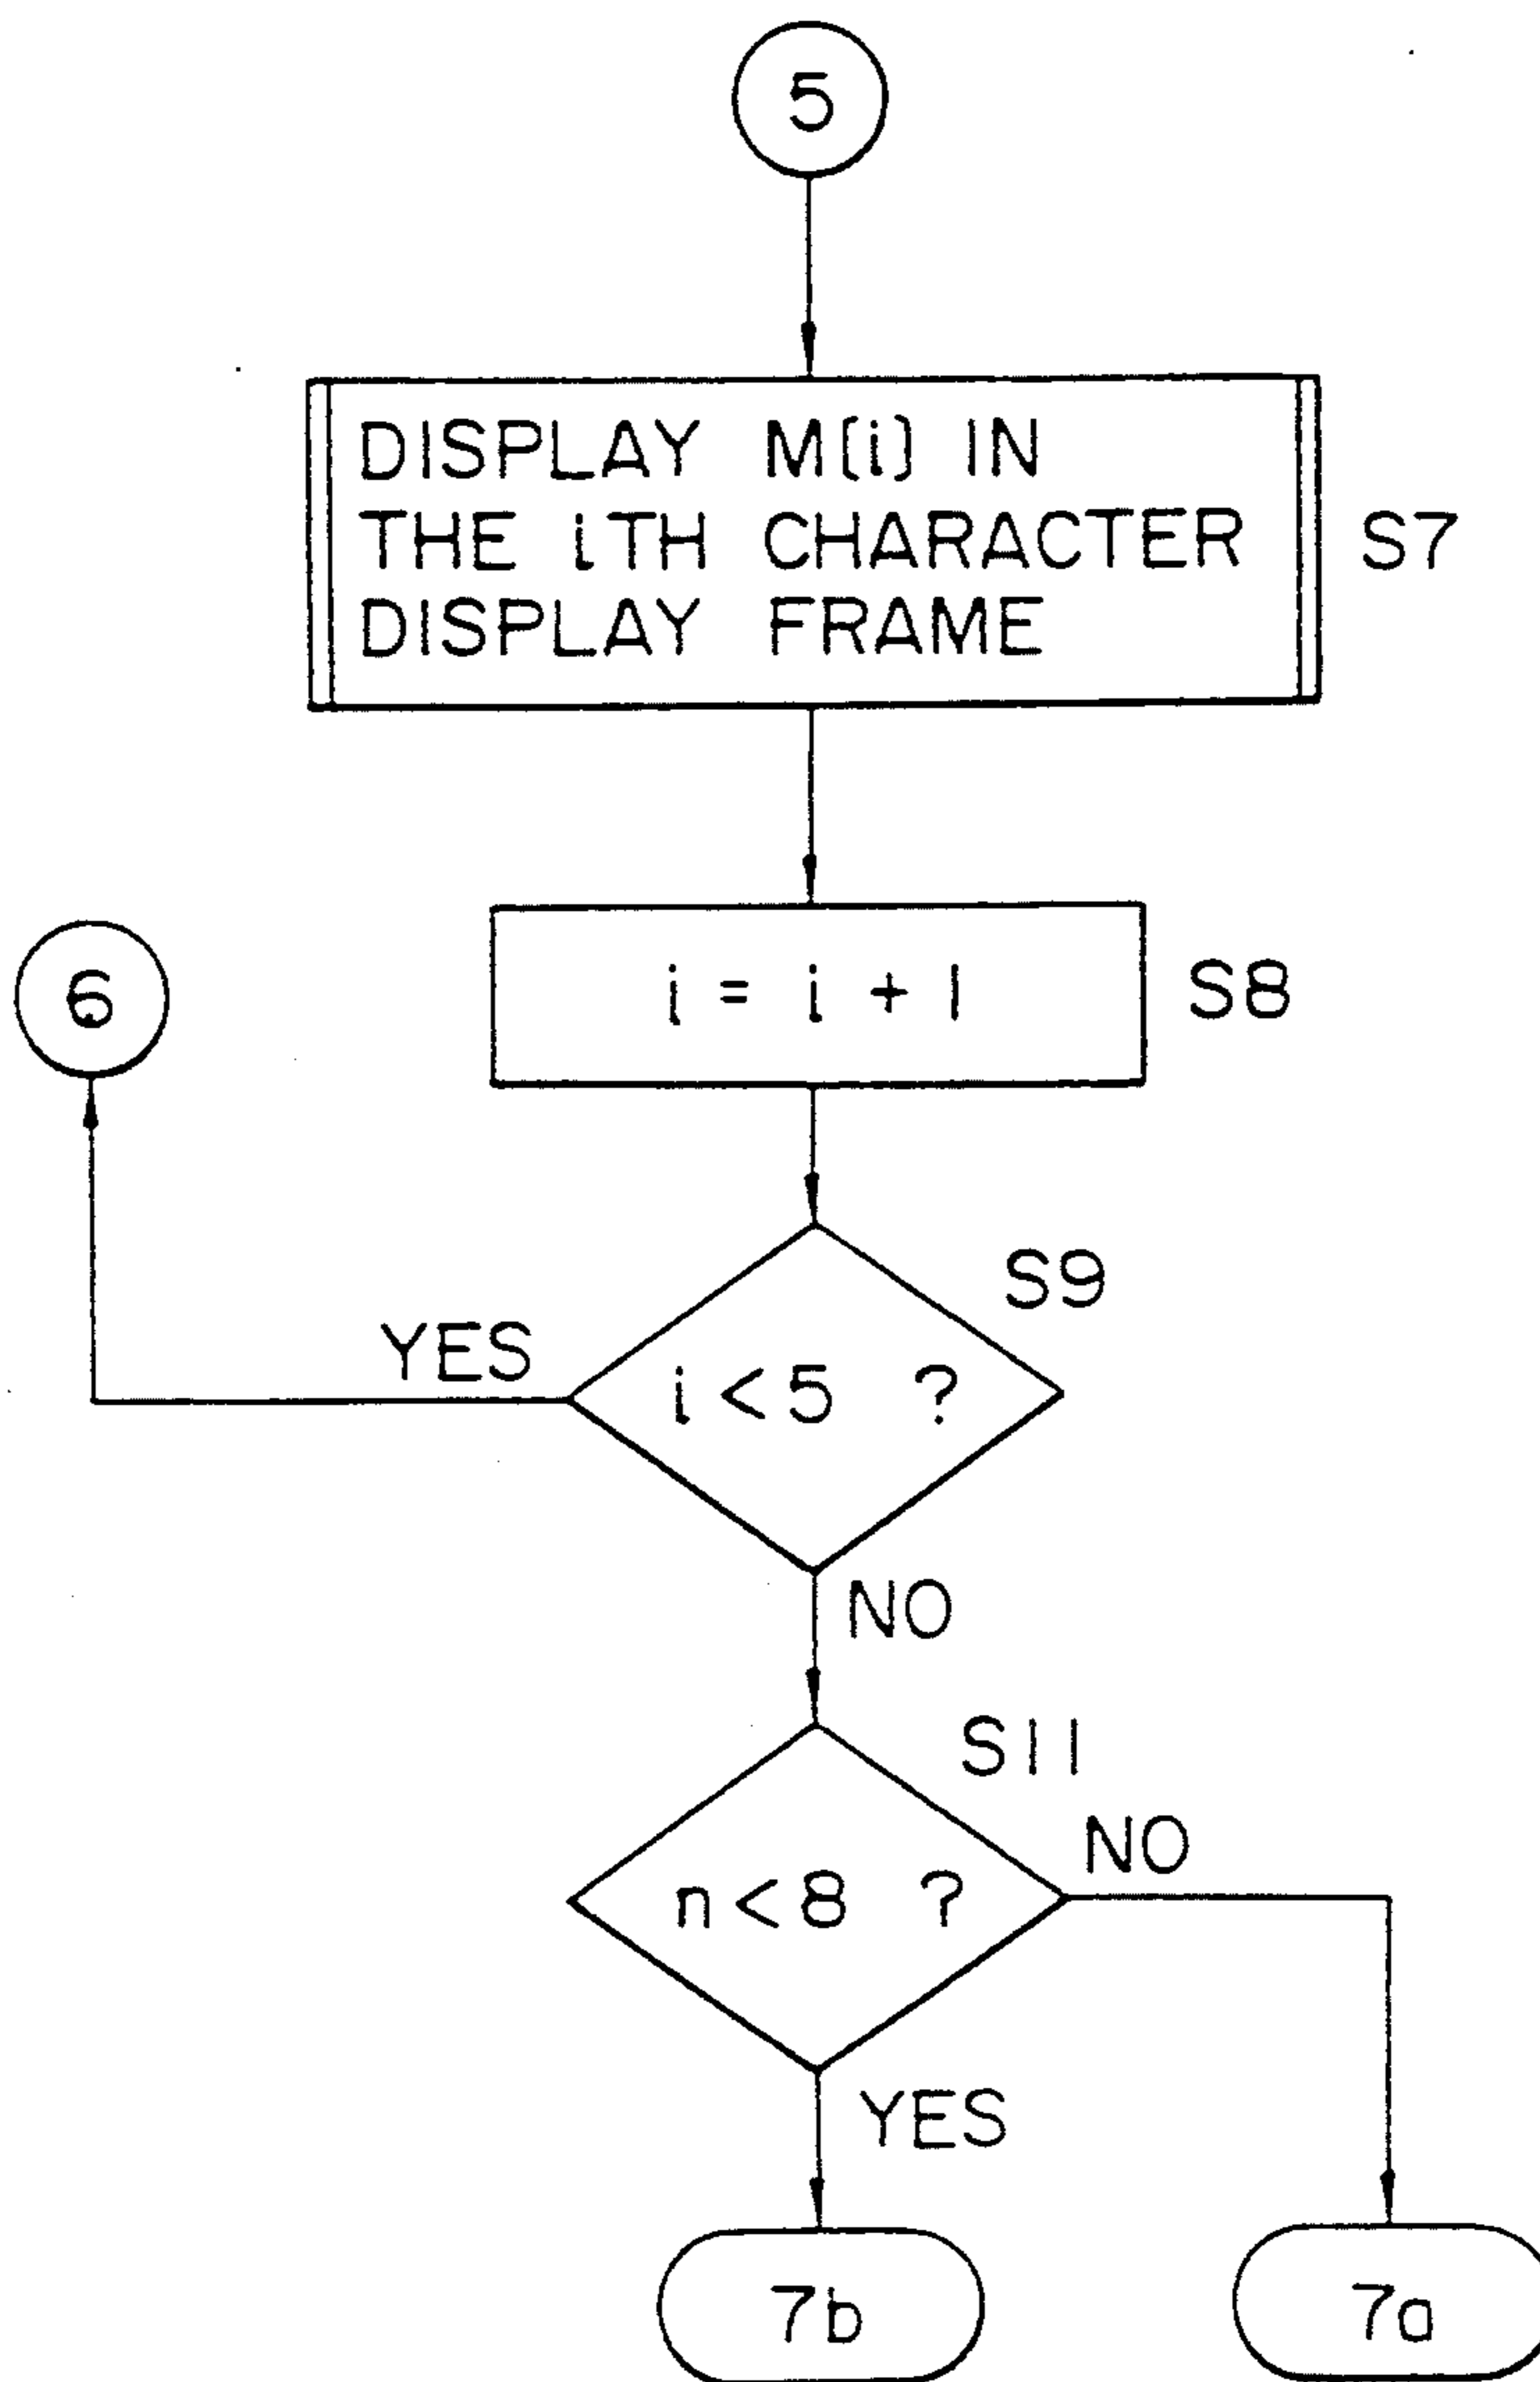 5
DISPLAY M(i) IN
THE iTH CHARACTER
DISPLAY FRAME
S7
6
i = i + 1
S8
S9
YES
i < 5 ?
NO
S11
NO
n < 8 ?
YES
7b
7a